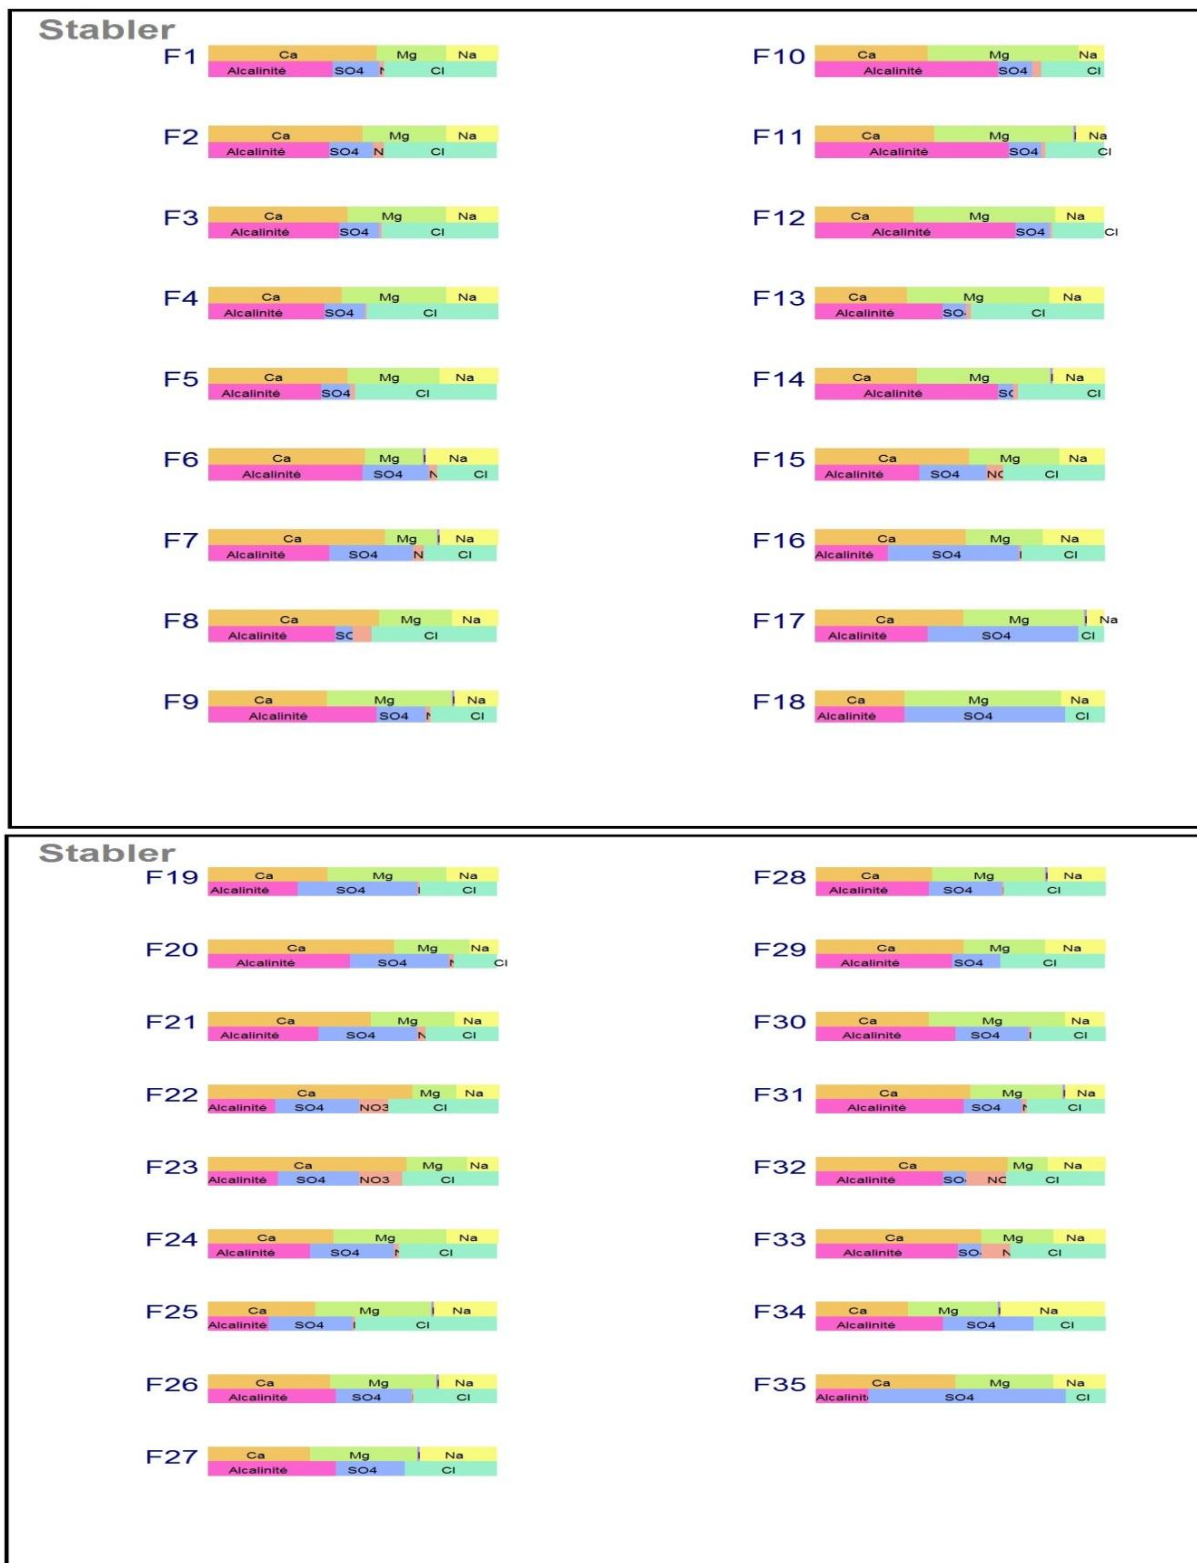 Stabler
F1
Ca Mg Na
Alcalinité SO4 N Cl
F2
Ca Mg Na
Alcalinité SO4 N Cl
F3
Ca Mg Na
Alcalinité SO4 Cl
F4
Ca Mg Na
Alcalinité SO4 Cl
F5
Ca Mg Na
Alcalinité SO4 Cl
F6
Ca Mg Na
Alcalinité SO4 N Cl
F7
Ca Mg Na
Alcalinité SO4 N Cl
F8
Ca Mg Na
Alcalinité SO Cl
F9
Ca Mg Na
Alcalinité SO4 N Cl
F10
Ca Mg Na
Alcalinité SO4 Cl
F11
Ca Mg Na
Alcalinité SO4 Cl
F12
Ca Mg Na
Alcalinité SO4 Cl
F13
Ca Mg Na
Alcalinité SO Cl
F14
Ca Mg Na
Alcalinité Cl
F15
Ca Mg Na
Alcalinité SO4 NO Cl
F16
Ca Mg Na
Alcalinité SO4 Cl
F17
Ca Mg Na
Alcalinité SO4 Cl
F18
Ca Mg Na
Alcalinité SO4 Cl
Stabler
F19
Ca Mg Na
Alcalinité SO4 Cl
F20
Ca Mg Na
Alcalinité SO4 Cl
F21
Ca Mg Na
Alcalinité SO4 N Cl
F22
Ca Mg Na
Alcalinité SO4 NO3 Cl
F23
Ca Mg Na
Alcalinité SO4 NO3 Cl
F24
Ca Mg Na
Alcalinité SO4 N Cl
F25
Ca Mg Na
Alcalinité SO4 Cl
F26
Ca Mg Na
Alcalinité SO4 Cl
F27
Ca Mg Na
Alcalinité SO4 Cl
F28
Ca Mg Na
Alcalinité SO4 Cl
F29
Ca Mg Na
Alcalinité SO4 Cl
F30
Ca Mg Na
Alcalinité SO4 Cl
F31
Ca Mg Na
Alcalinité SO4 Cl
F32
Ca Mg Na
Alcalinité SO NO Cl
F33
Ca Mg Na
Alcalinité SO N Cl
F34
Ca Mg Na
Alcalinité SO4 Cl
F35
Ca Mg Na
Alcalinit SO4 Cl